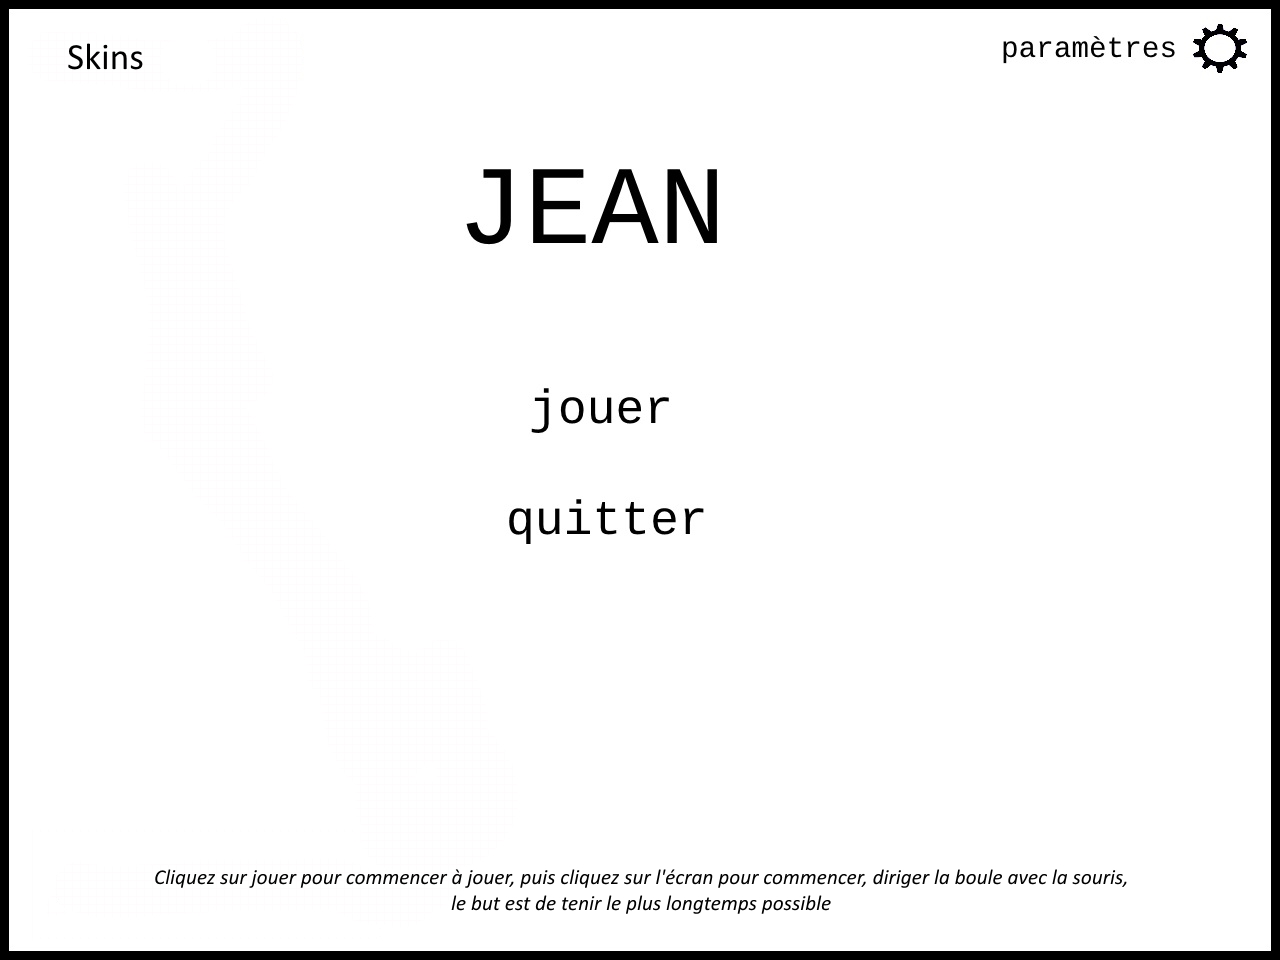 Skins
paramètres
JEAN
jouer
quitter
Cliquez sur jouer pour commencer à jouer, puis cliquez sur l'écran pour commencer, diriger la boule avec la souris,
le but est de tenir le plus longtemps possible